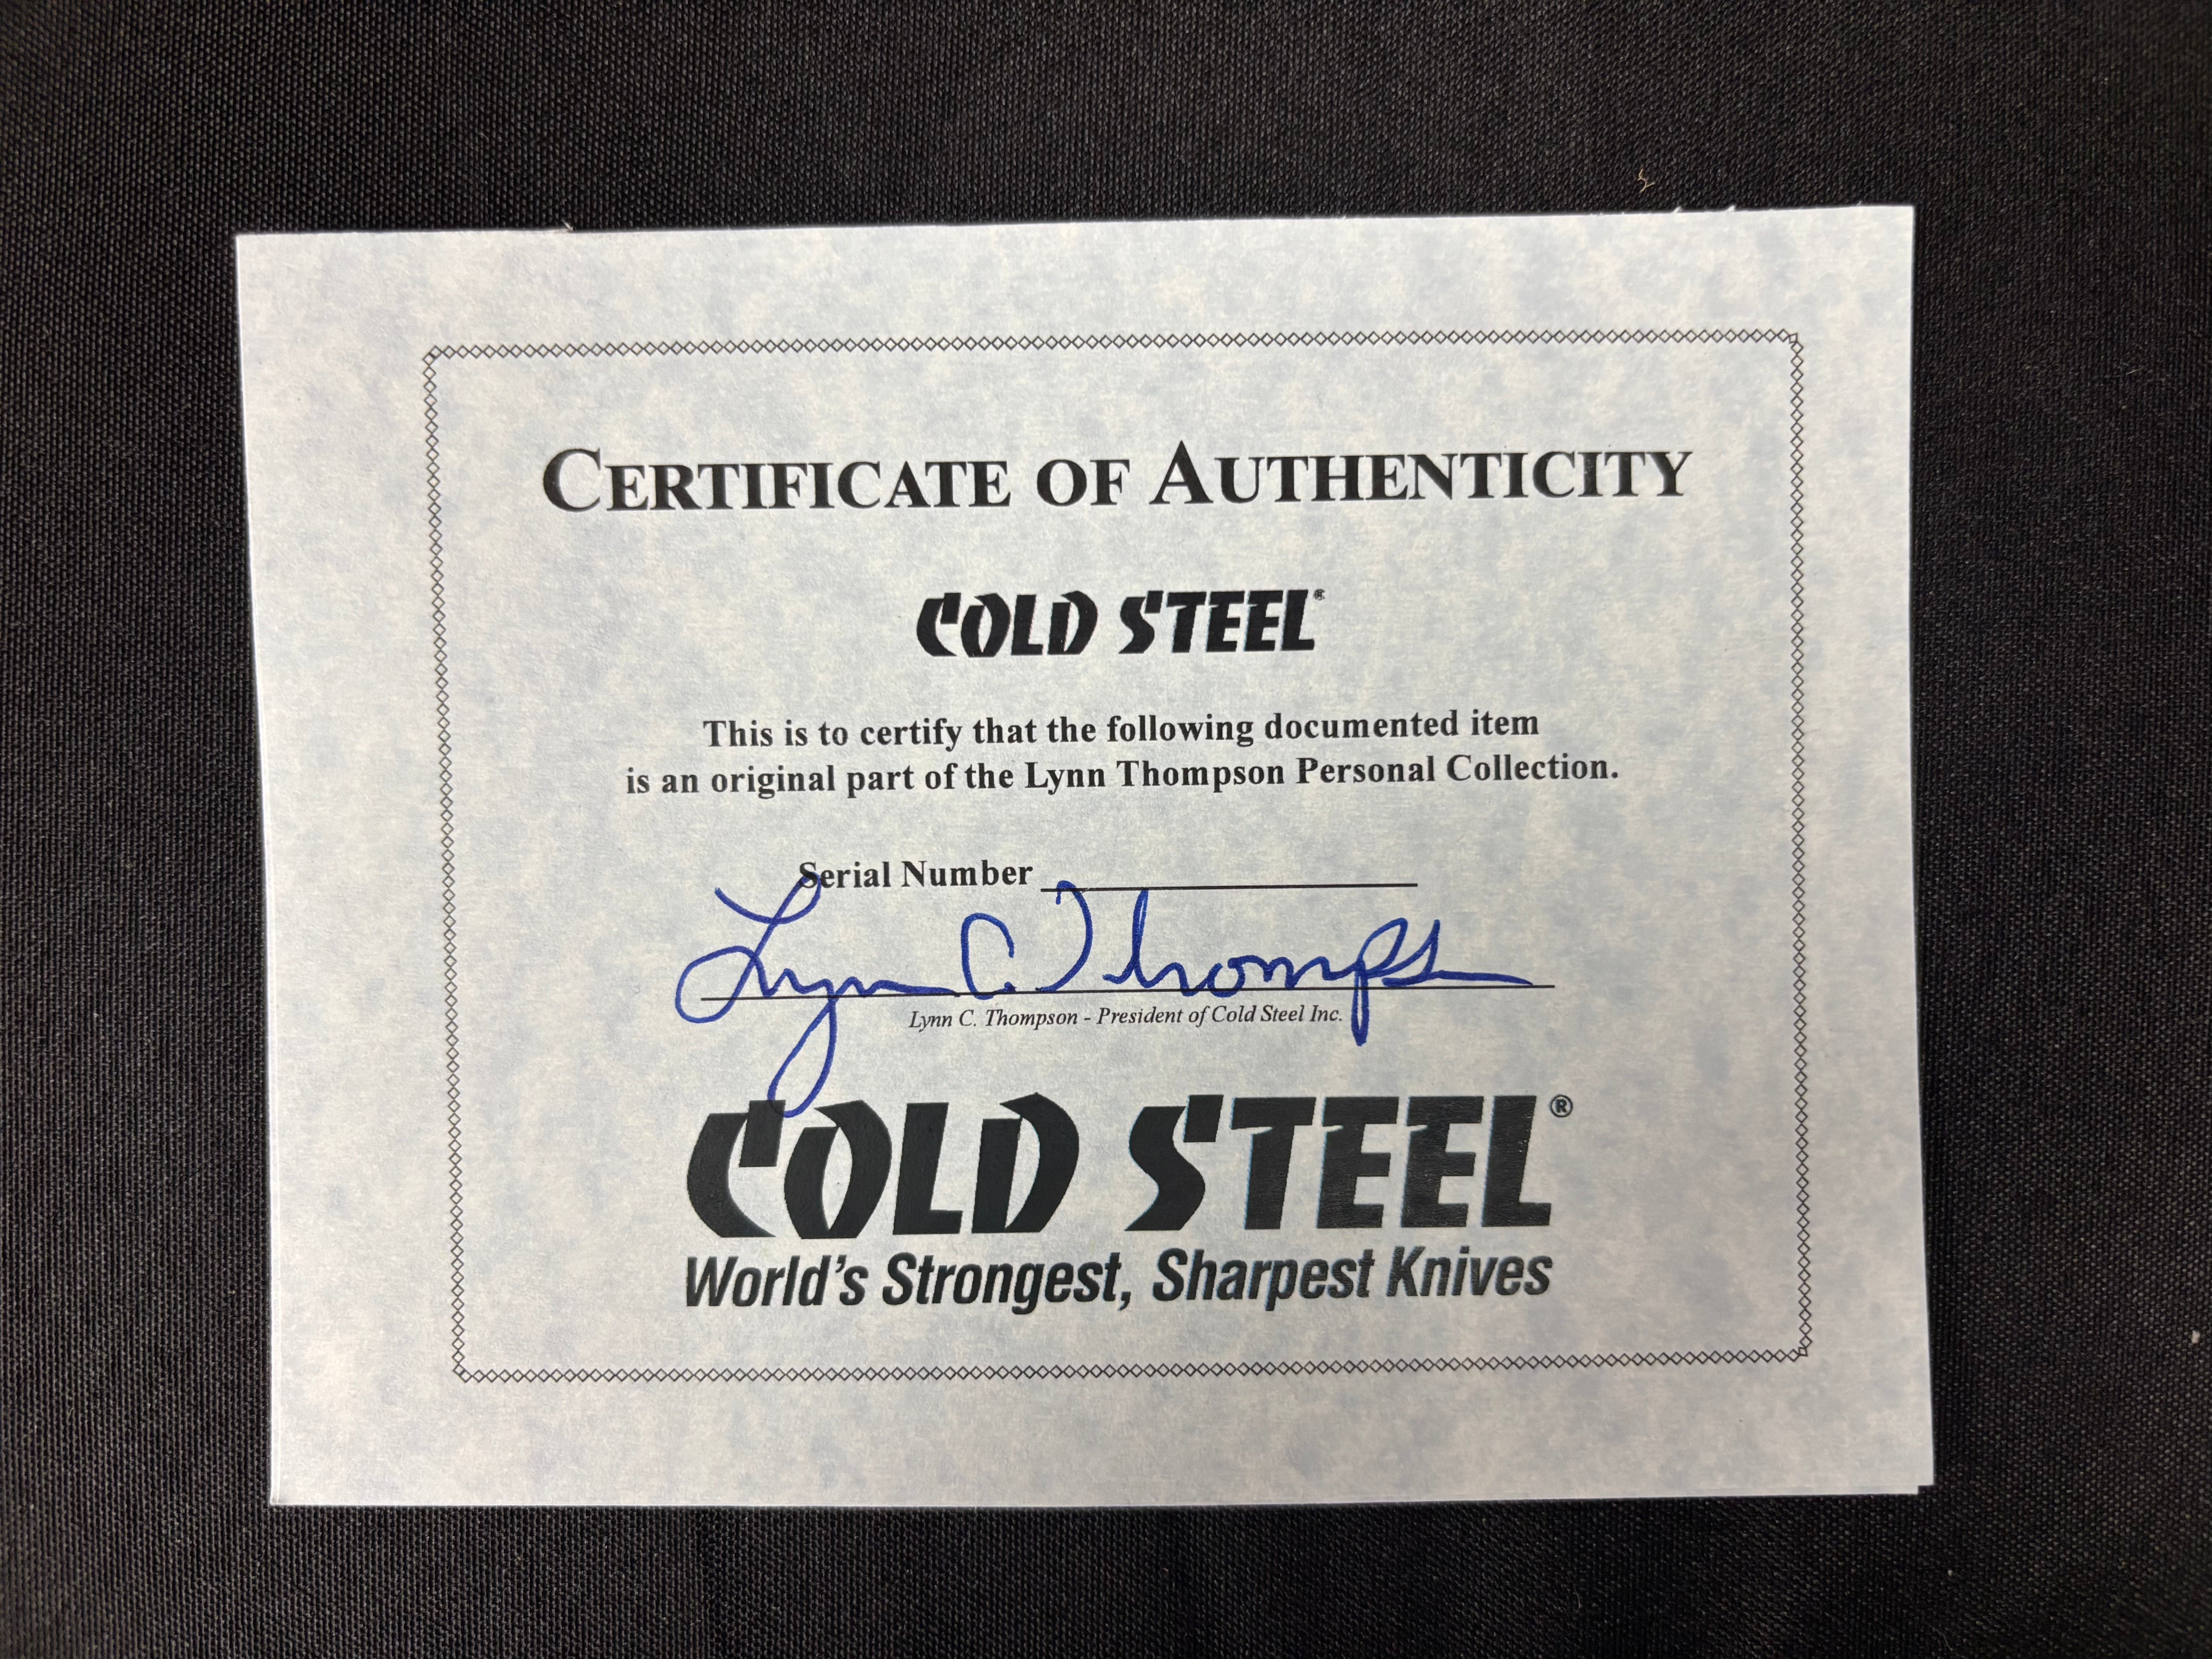 CERTIFICATE OF AUTHENTICITY
COLD STEEL®
This is to certify that the following documented item
is an original part of the Lynn Thompson Personal Collection.
Serial Number
Lynn C. Thompson
Lynn C. Thompson - President of Cold Steel Inc.
COLD STEEL®
World's Strongest, Sharpest Knives